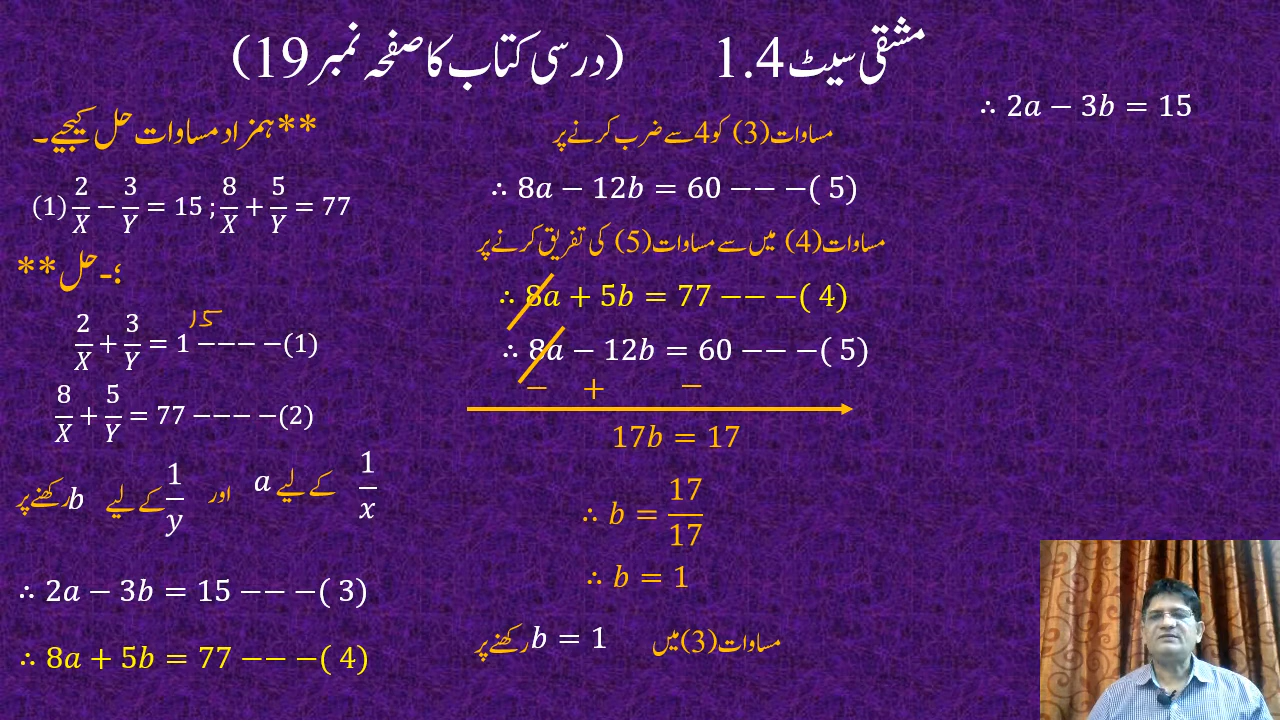 مشقی سیٹ 1.4 (درسی کتاب کا صفحہ نمبر 19)
**ہمزاد مساوات حل کیجیے۔
(1) 2/X − 3/Y = 15 ; 8/X + 5/Y = 77
**حل ـ؛
2/X + 3/Y = 1 −−−−(1)
15
8/X + 5/Y = 77 −−−−(2)
1/x کے لیے a اور 1/y کے لیے b رکھنے پر
∴ 2a − 3b = 15 −−−( 3)
∴ 8a + 5b = 77 −−−( 4)
مساوات (3) کو 4 سے ضرب کرنے پر
∴ 8a − 12b = 60 −−−( 5)
مساوات (4) میں سے مساوات (5) کی تفریق کرنے پر
∴ 8a + 5b = 77 −−−( 4)
∴ 8a − 12b = 60 −−−( 5)
− + −
17b = 17
∴ b = 17/17
∴ b = 1
مساوات (3) میں b = 1 رکھنے پر
∴ 2a − 3b = 15